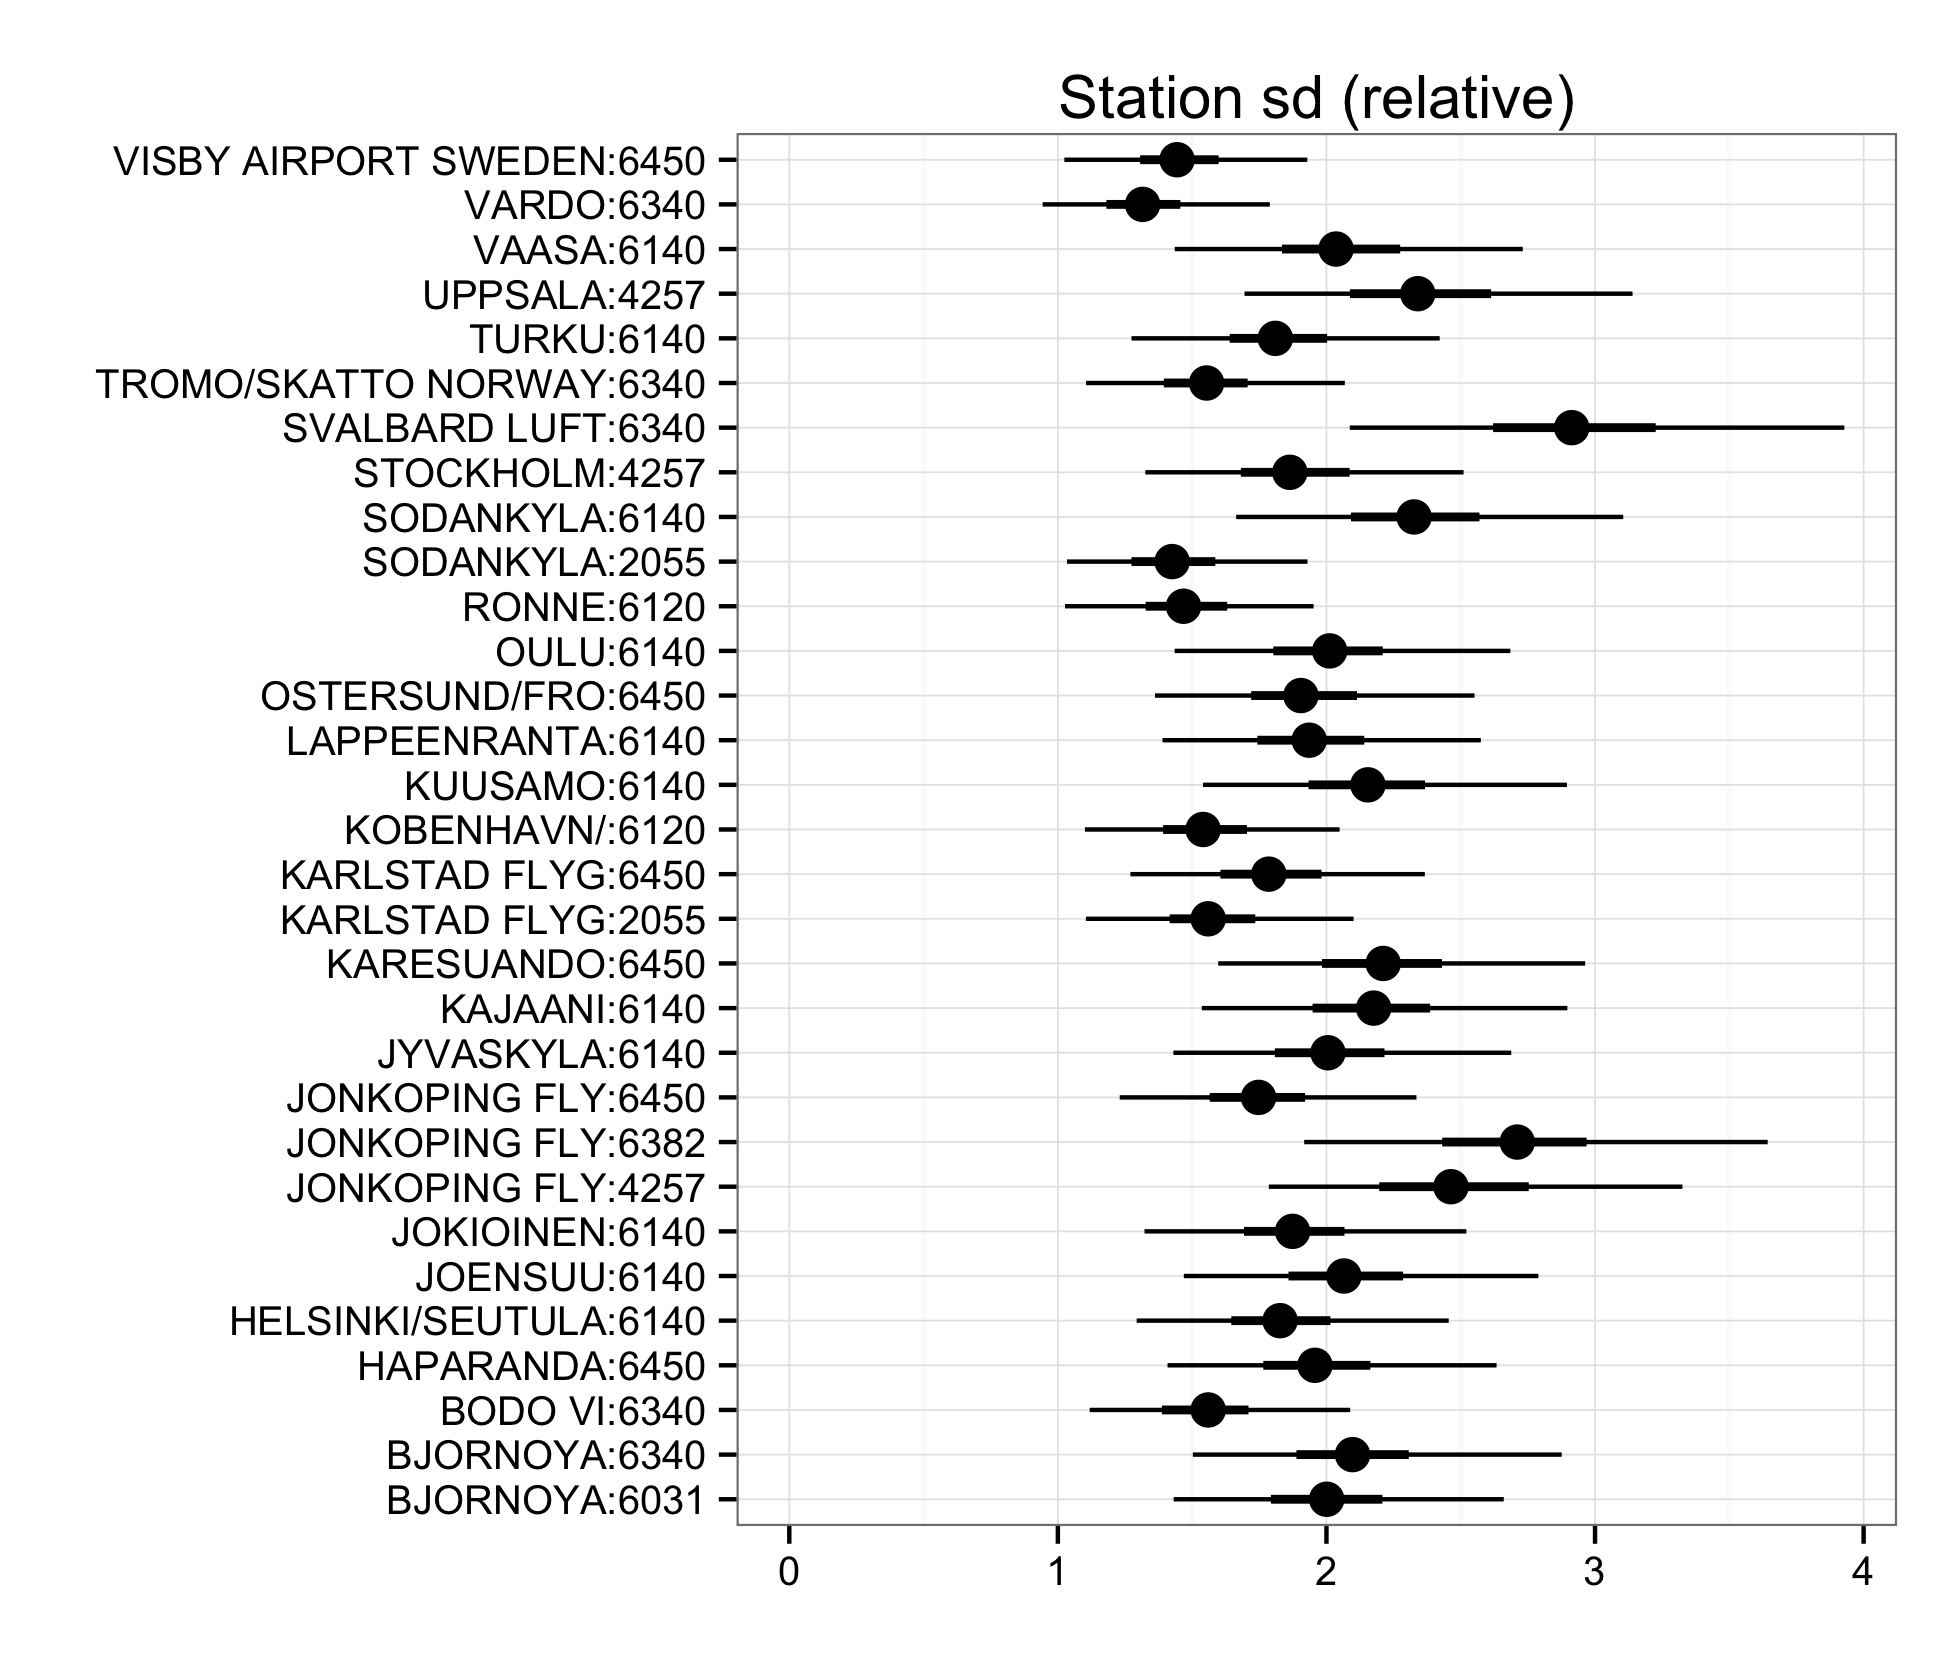 Station sd (relative)
VISBY AIRPORT SWEDEN:6450
VARDO:6340
VAASA:6140
UPPSALA:4257
TURKU:6140
TROMO/SKATTO NORWAY:6340
SVALBARD LUFT:6340
STOCKHOLM:4257
SODANKYLA:6140
SODANKYLA:2055
RONNE:6120
OULU:6140
OSTERSUND/FRO:6450
LAPPEENRANTA:6140
KUUSAMO:6140
KOBENHAVN/:6120
KARLSTAD FLYG:6450
KARLSTAD FLYG:2055
KARESUANDO:6450
KAJAANI:6140
JYVASKYLA:6140
JONKOPING FLY:6450
JONKOPING FLY:6382
JONKOPING FLY:4257
JOKIOINEN:6140
JOENSUU:6140
HELSINKI/SEUTULA:6140
HAPARANDA:6450
BODO VI:6340
BJORNOYA:6340
BJORNOYA:6031
0 1 2 3 4